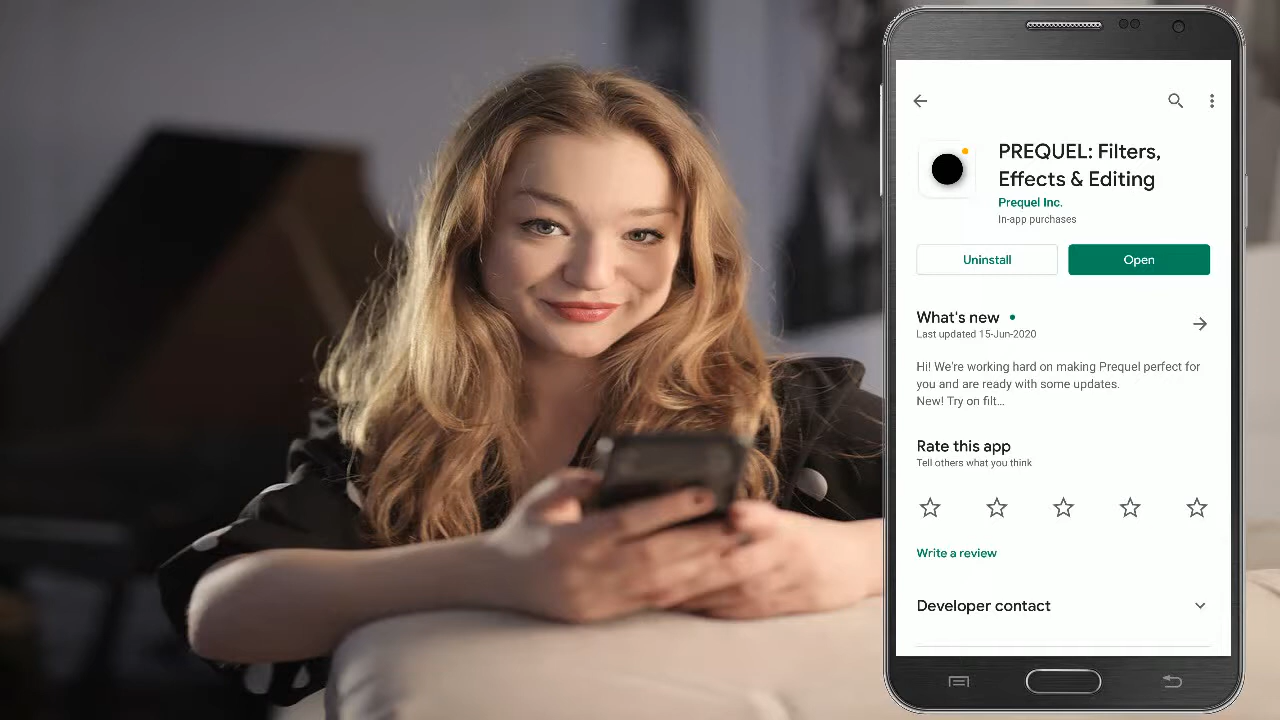 PREQUEL: Filters,
Effects & Editing
Prequel Inc.
In-app purchases
Uninstall
Open
What's new
Last updated 15-Jun-2020
Hi! We're working hard on making Prequel perfect for
you and are ready with some updates.
New! Try on filt...
Rate this app
Tell others what you think
Write a review
Developer contact